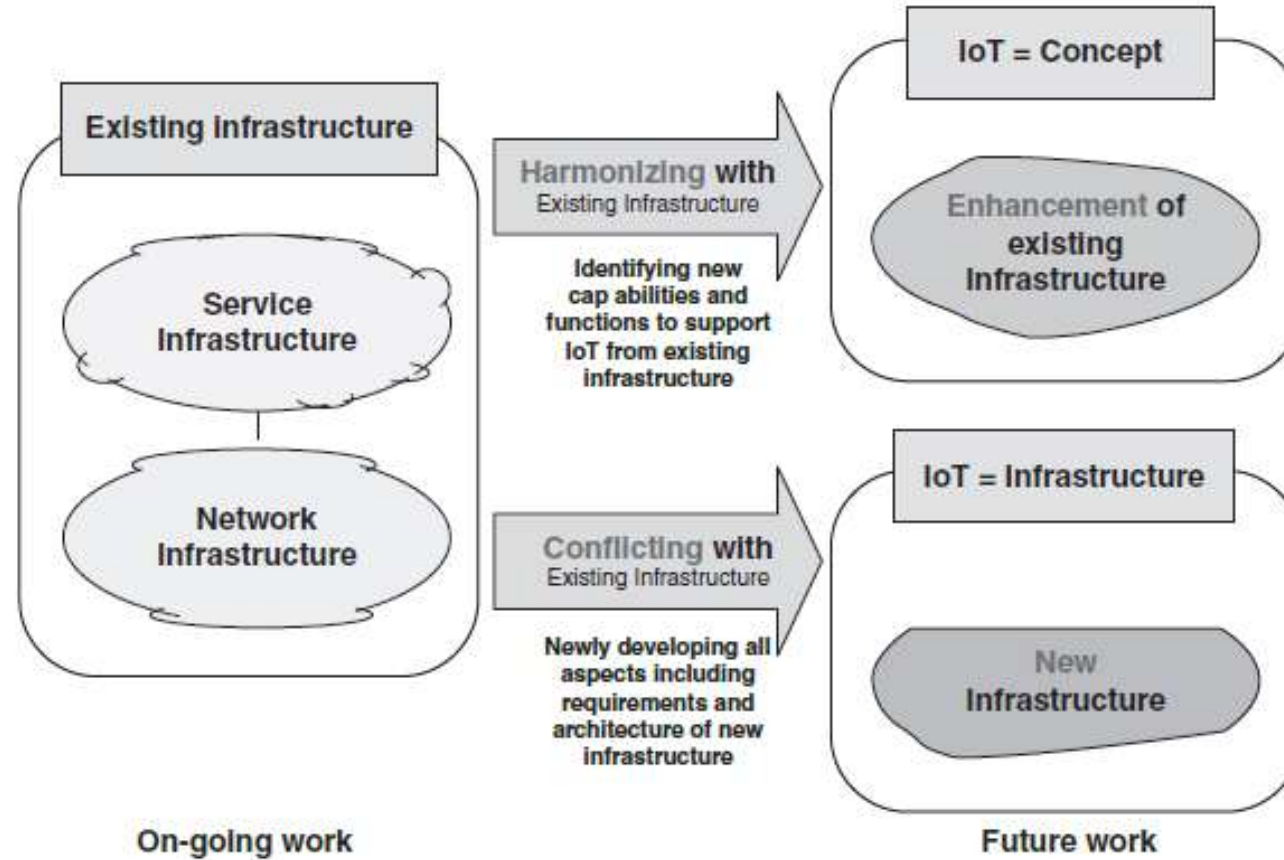 Existing infrastructure
Service
Infrastructure
Network
Infrastructure
On-going work
Harmonizing with
Existing Infrastructure
Identifying new
cap abilities and
functions to support
IoT from existing
infrastructure
Conflicting with
Existing Infrastructure
Newly developing all
aspects including
requirements and
architecture of new
infrastructure
IoT = Concept
Enhancement of
existing
Infrastructure
IoT = Infrastructure
New
Infrastructure
Future work